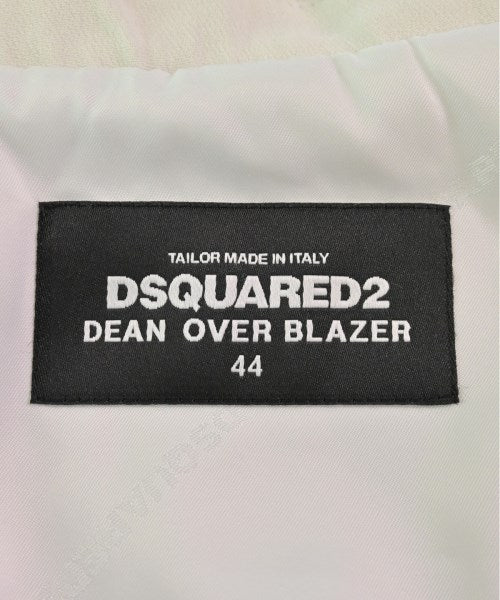 TAILOR MADE IN ITALY
DSQUARED2
DEAN OVER BLAZER
44